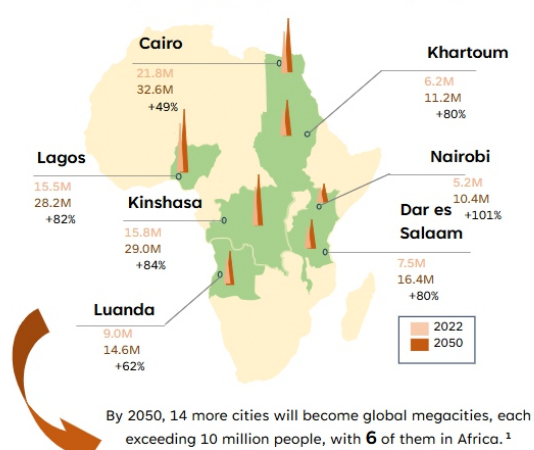 Cairo
21.8M
32.6M
+49%
Khartoum
6.2M
11.2M
+80%
Lagos
15.5M
28.2M
+82%
Nairobi
5.2M
10.4M
+101%
Kinshasa
15.8M
29.0M
+84%
Dar es
Salaam
7.5M
16.4M
+80%
Luanda
9.0M
14.6M
+62%
2022
2050
By 2050, 14 more cities will become global megacities, each
exceeding 10 million people, with 6 of them in Africa.¹